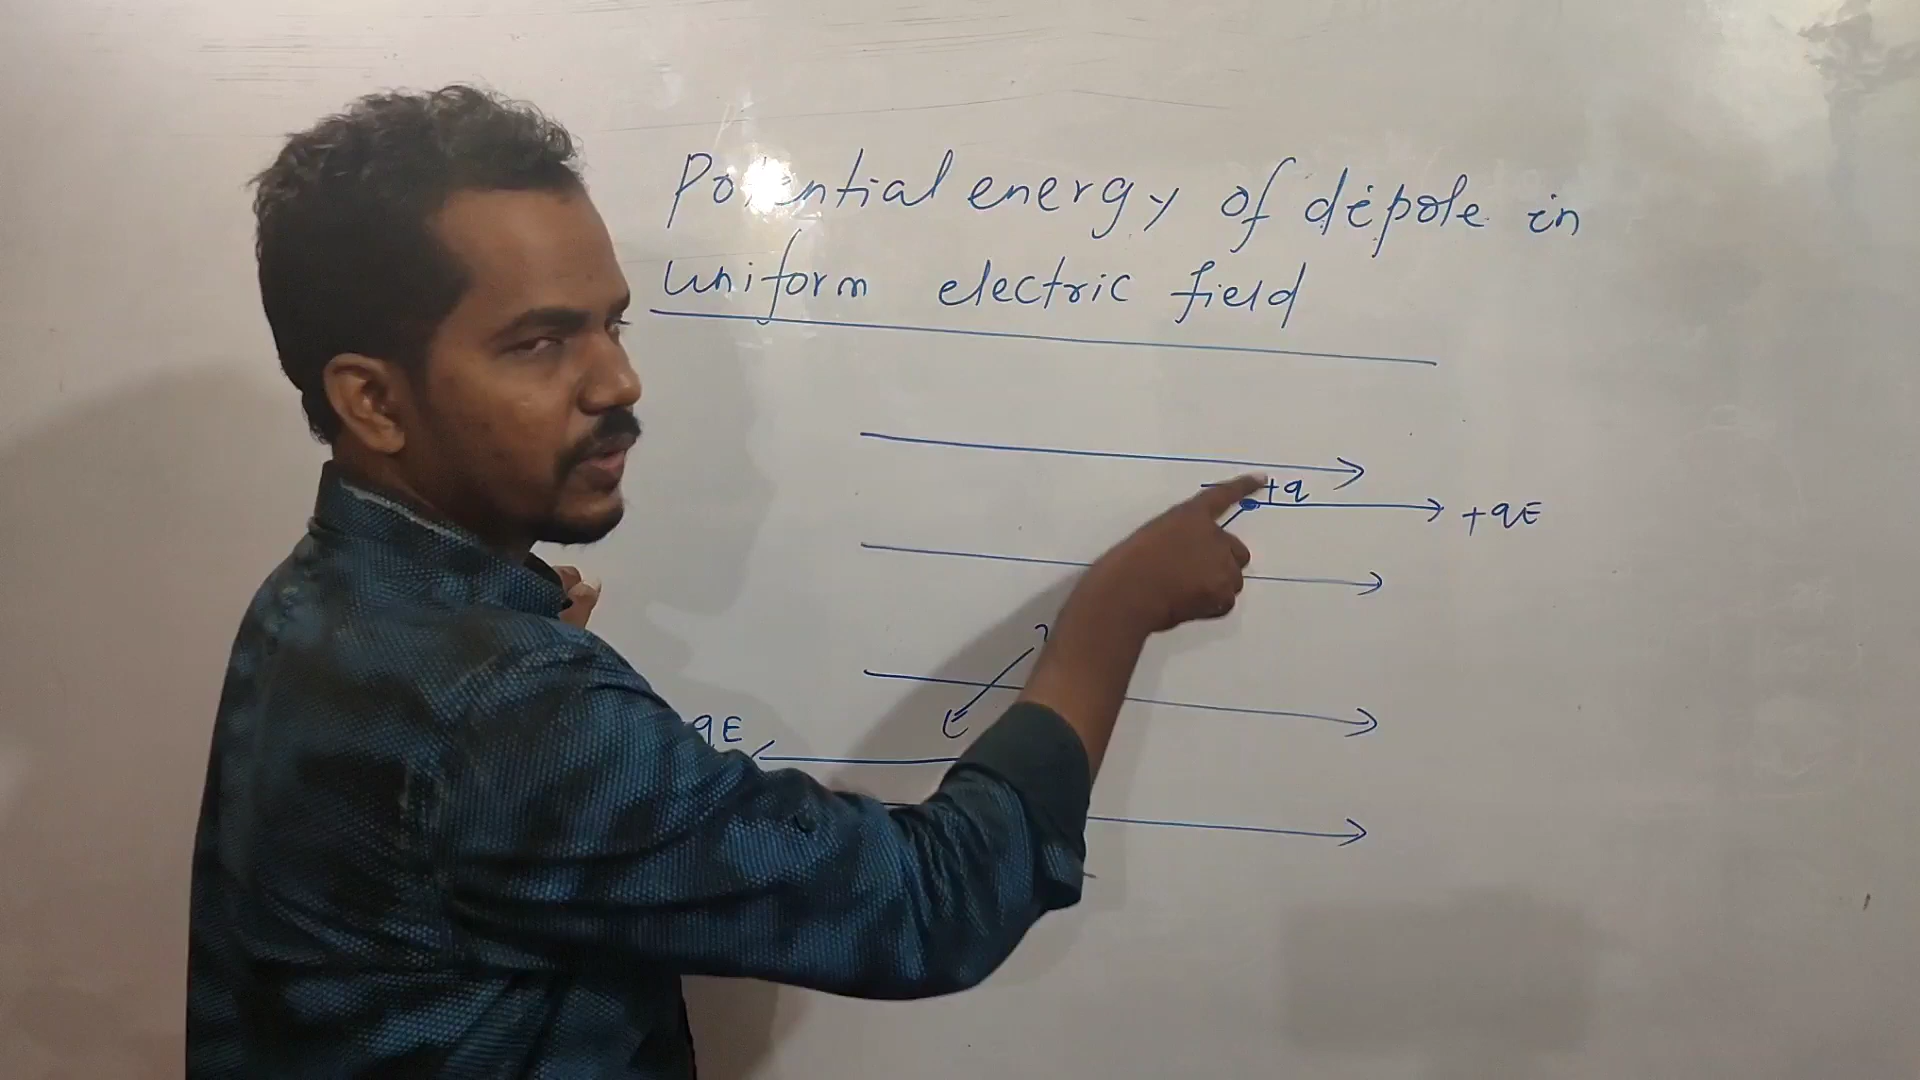 Potential energy of dipole in
uniform electric field
+q
+qE
qE